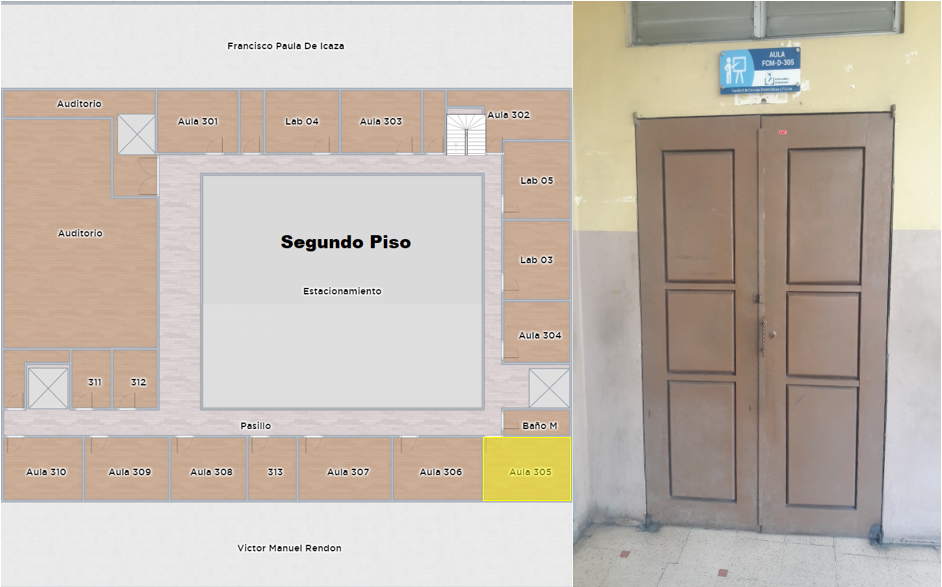 Francisco Paula De Icaza
Auditorio
Aula 301
Lab 04
Aula 303
Aula 302
Lab 05
Auditorio
Segundo Piso
Lab 03
Estacionamiento
Aula 304
311
312
Pasillo
Baño M
Aula 310
Aula 309
Aula 308
313
Aula 307
Aula 306
Aula 305
Victor Manuel Rendon
AULA
FCM-D-305